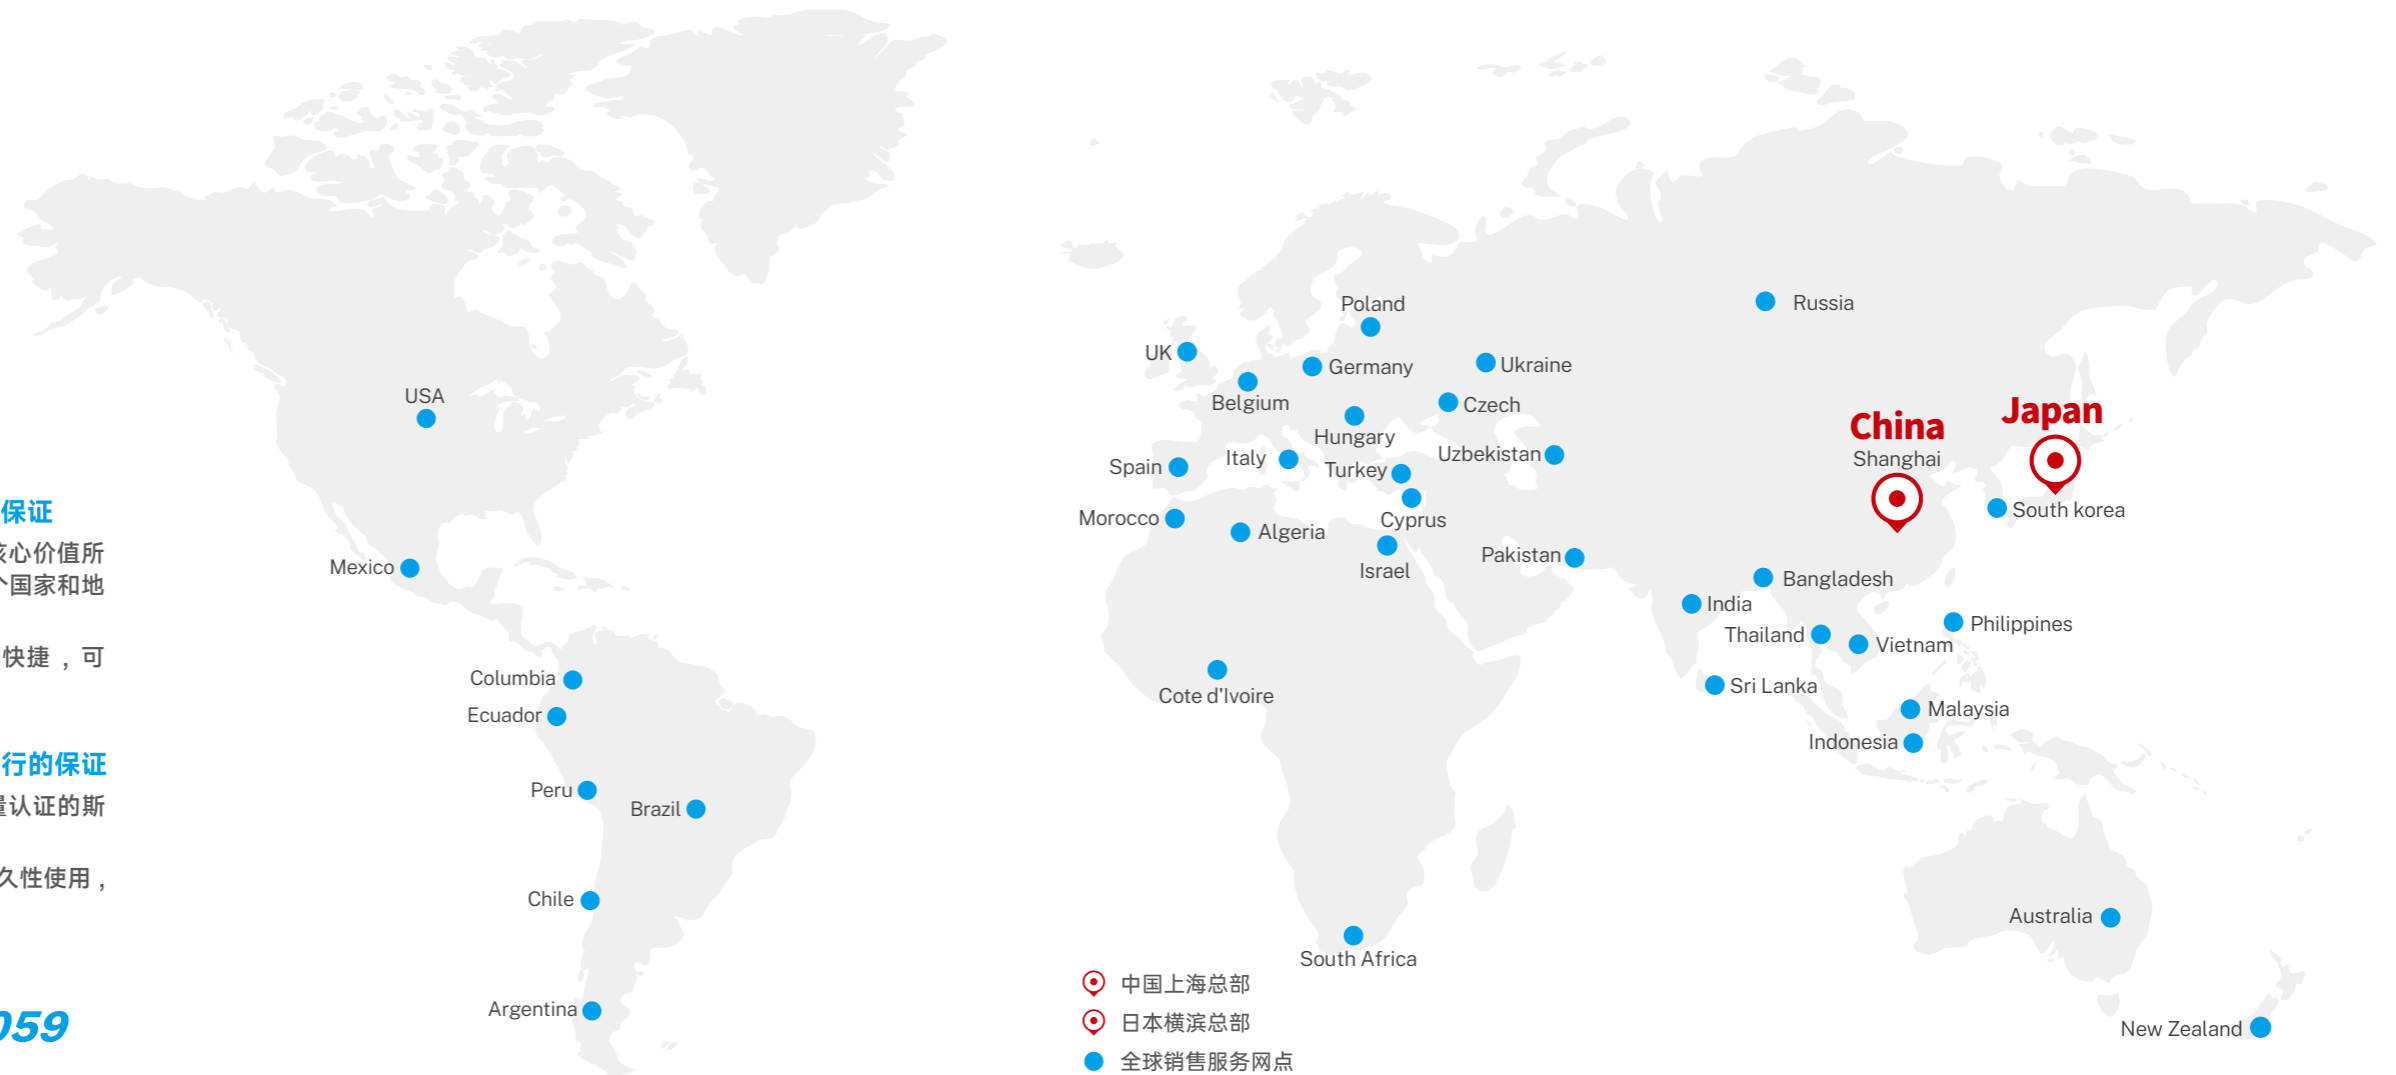 保证
核心价值所
个国家和地
快捷，可
行的保证
量认证的斯
久性使用，
059
USA
Mexico
Columbia
Ecuador
Peru
Brazil
Chile
Argentina
Poland
UK
Germany
Ukraine
Belgium
Czech
Hungary
Spain
Italy
Turkey
Uzbekistan
Morocco
Algeria
Cyprus
Israel
Pakistan
Cote d'Ivoire
South Africa
Russia
China
Shanghai
Japan
South korea
Bangladesh
India
Thailand
Vietnam
Philippines
Sri Lanka
Malaysia
Indonesia
Australia
New Zealand
中国上海总部
日本横滨总部
全球销售服务网点